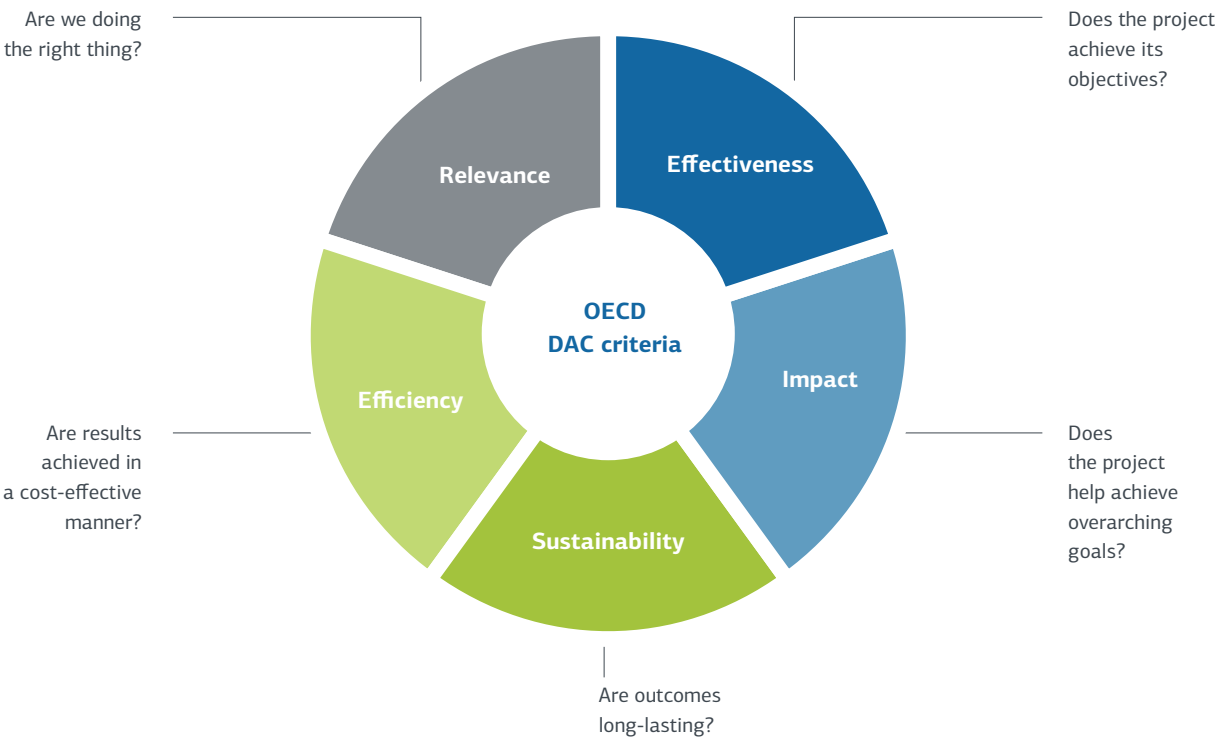 Are we doing
the right thing?
Does the project
achieve its
objectives?
Relevance
Effectiveness
OECD
DAC criteria
Impact
Efficiency
Are results
achieved in
a cost-effective
manner?
Does
the project
help achieve
overarching
goals?
Sustainability
Are outcomes
long-lasting?